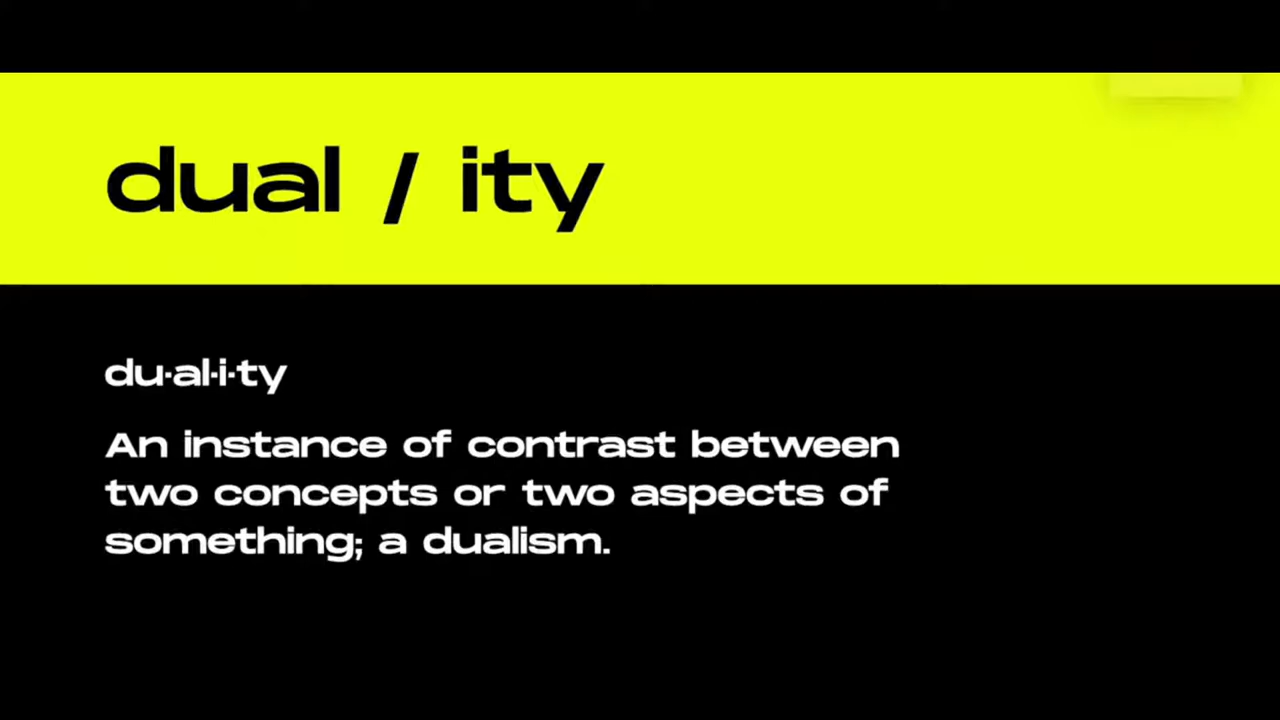 dual / ity
du·al·i·ty
An instance of contrast between
two concepts or two aspects of
something; a dualism.